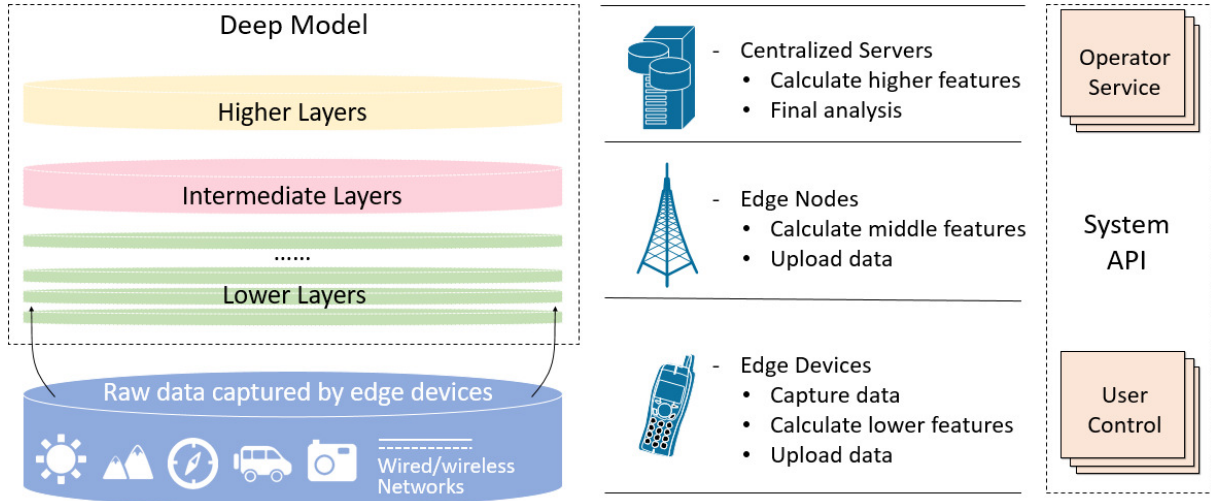 Deep Model
Higher Layers
Intermediate Layers
......
Lower Layers
Raw data captured by edge devices
Wired/wireless
Networks
- Centralized Servers
• Calculate higher features
• Final analysis
- Edge Nodes
• Calculate middle features
• Upload data
- Edge Devices
• Capture data
• Calculate lower features
• Upload data
Operator
Service
System
API
User
Control